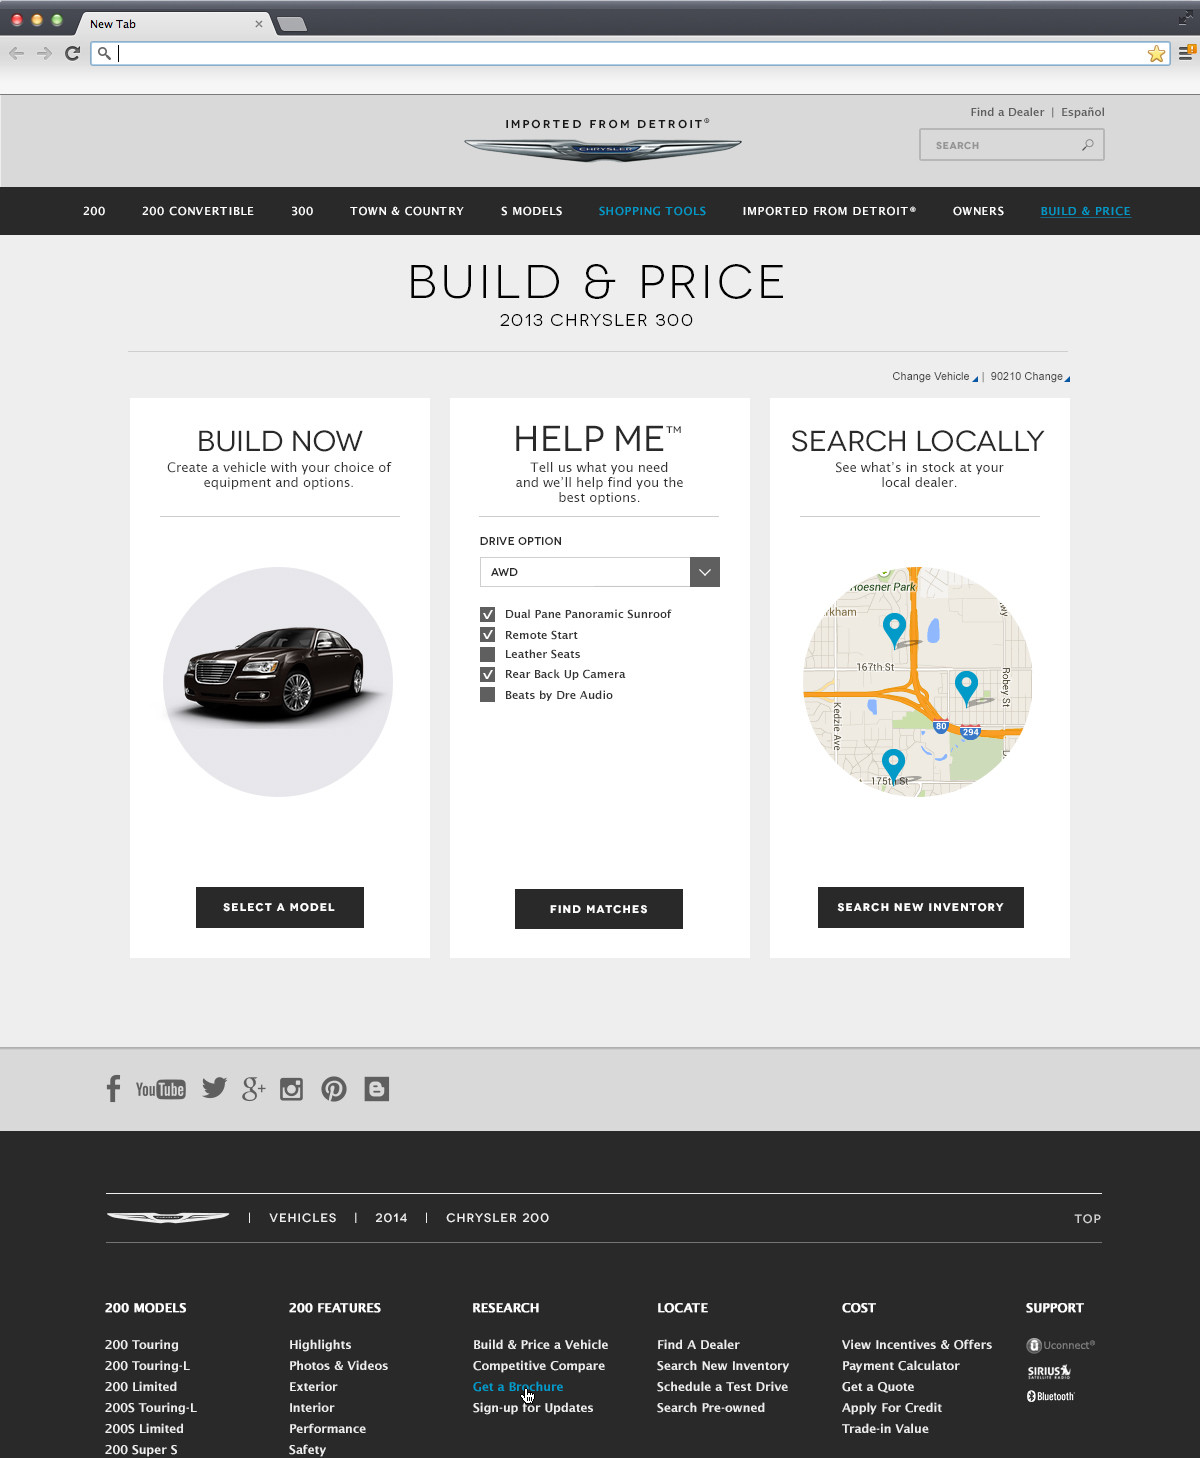 New Tab
IMPORTED FROM DETROIT®
CHRYSLER
Find a Dealer | Español
SEARCH
200 200 CONVERTIBLE 300 TOWN & COUNTRY S MODELS SHOPPING TOOLS IMPORTED FROM DETROIT® OWNERS BUILD & PRICE
BUILD & PRICE
2013 CHRYSLER 300
Change Vehicle | 90210 Change
BUILD NOW
Create a vehicle with your choice of
equipment and options.
SELECT A MODEL
HELP ME™
Tell us what you need
and we'll help find you the
best options.
DRIVE OPTION
AWD
Dual Pane Panoramic Sunroof
Remote Start
Leather Seats
Rear Back Up Camera
Beats by Dre Audio
FIND MATCHES
SEARCH LOCALLY
See what's in stock at your
local dealer.
Roesner Park
rkham
wy
167th St
Robey St
Kedzie Ave
80
294
175th St
SEARCH NEW INVENTORY
YouTube
g+
VEHICLES | 2014 | CHRYSLER 200
TOP
200 MODELS
200 Touring
200 Touring-L
200 Limited
200S Touring-L
200S Limited
200 Super S
200 FEATURES
Highlights
Photos & Videos
Exterior
Interior
Performance
Safety
RESEARCH
Build & Price a Vehicle
Competitive Compare
Get a Brochure
Sign-up for Updates
LOCATE
Find A Dealer
Search New Inventory
Schedule a Test Drive
Search Pre-owned
COST
View Incentives & Offers
Payment Calculator
Get a Quote
Apply For Credit
Trade-in Value
SUPPORT
Uconnect®
SIRIUS
SATELLITE RADIO
Bluetooth